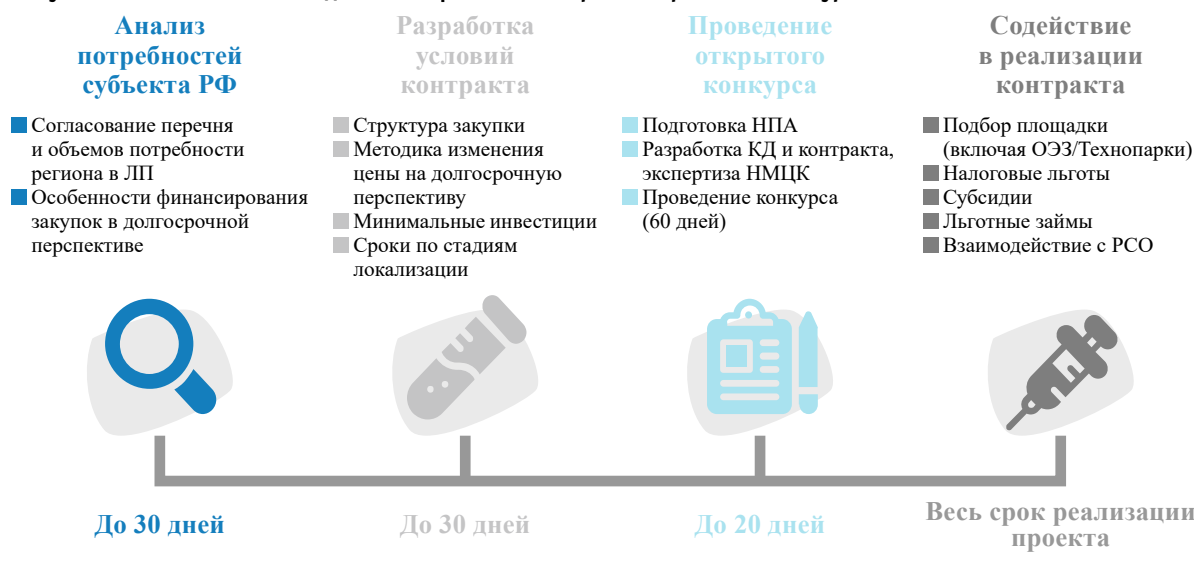 Анализ
потребностей
субъекта РФ
Согласование перечня
и объемов потребности
региона в ЛП
Особенности финансирования
закупок в долгосрочной
перспективе
До 30 дней
Разработка
условий
контракта
Структура закупки
Методика изменения
цены на долгосрочную
перспективу
Минимальные инвестиции
Сроки по стадиям
локализации
До 30 дней
Проведение
открытого
конкурса
Подготовка НПА
Разработка КД и контракта,
экспертиза НМЦК
Проведение конкурса
(60 дней)
До 20 дней
Содействие
в реализации
контракта
Подбор площадки
(включая ОЭЗ/Технопарки)
Налоговые льготы
Субсидии
Льготные займы
Взаимодействие с РСО
Весь срок реализации
проекта